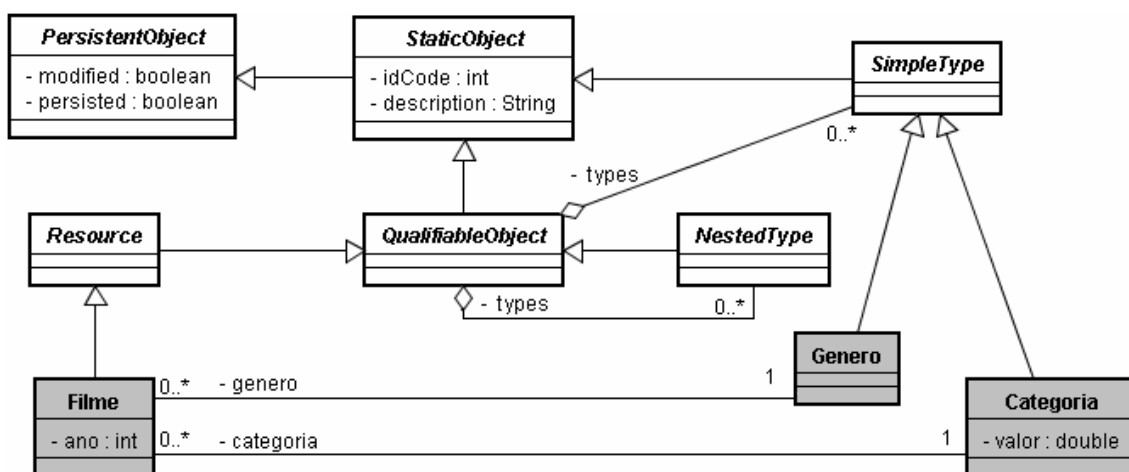 PersistentObject
- modified : boolean
- persisted : boolean
StaticObject
- idCode : int
- description : String
SimpleType
0..*
- types
Resource
QualifiableObject
NestedType
- types
0..*
Genero
0..*
- genero
1
Filme
- ano : int
0..*
- categoria
1
Categoria
- valor : double